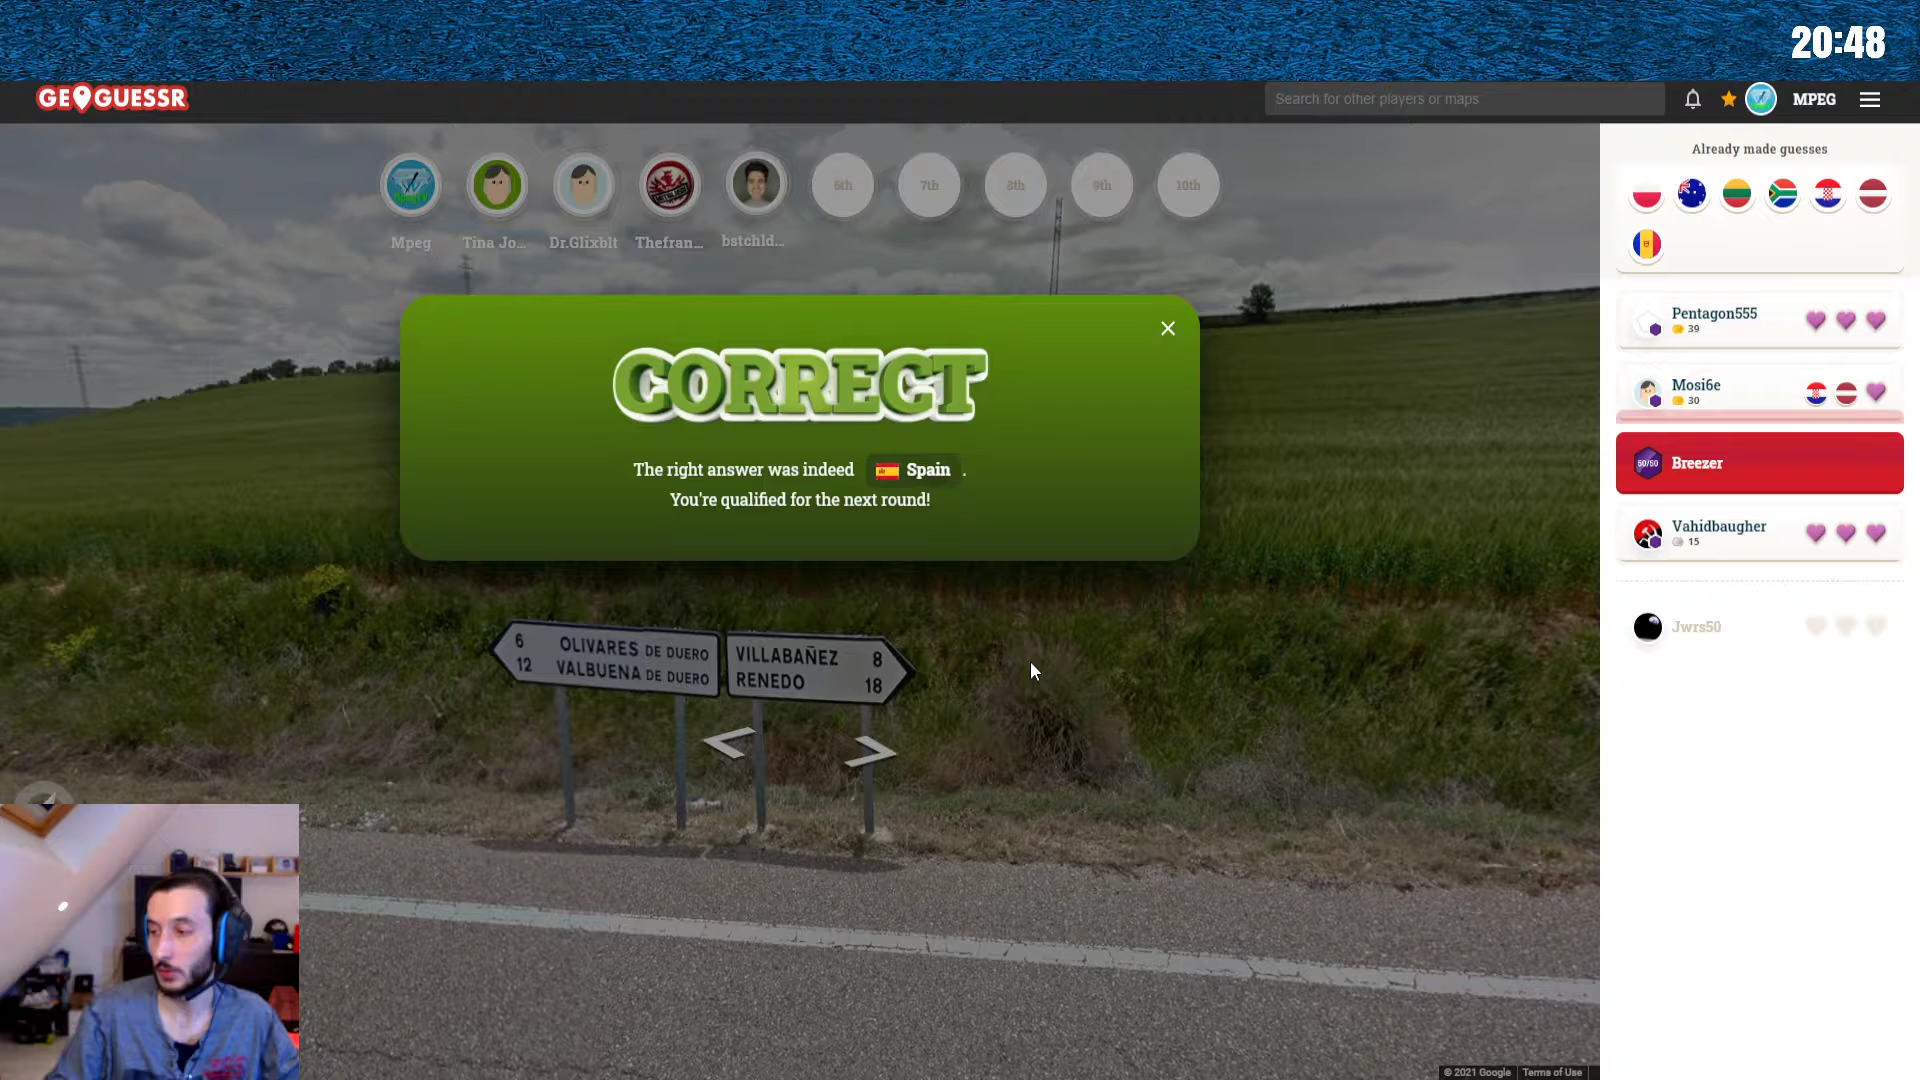 20:48
GEOGUESSR
Search for other players or maps
MPEG
Already made guesses
6th
7th
8th
9th
10th
Mpeg
Tina Jo...
Dr.Glixblt
Thefran...
bstchld...
Pentagon555
39
CORRECT
Mosi6e
30
The right answer was indeed Spain .
50/50 Breezer
You're qualified for the next round!
Vahidbaugher
15
Jwrs50
6 OLIVARES DE DUERO
12 VALBUENA DE DUERO
VILLABAÑEZ 8
RENEDO 18
© 2021 Google
Terms of Use